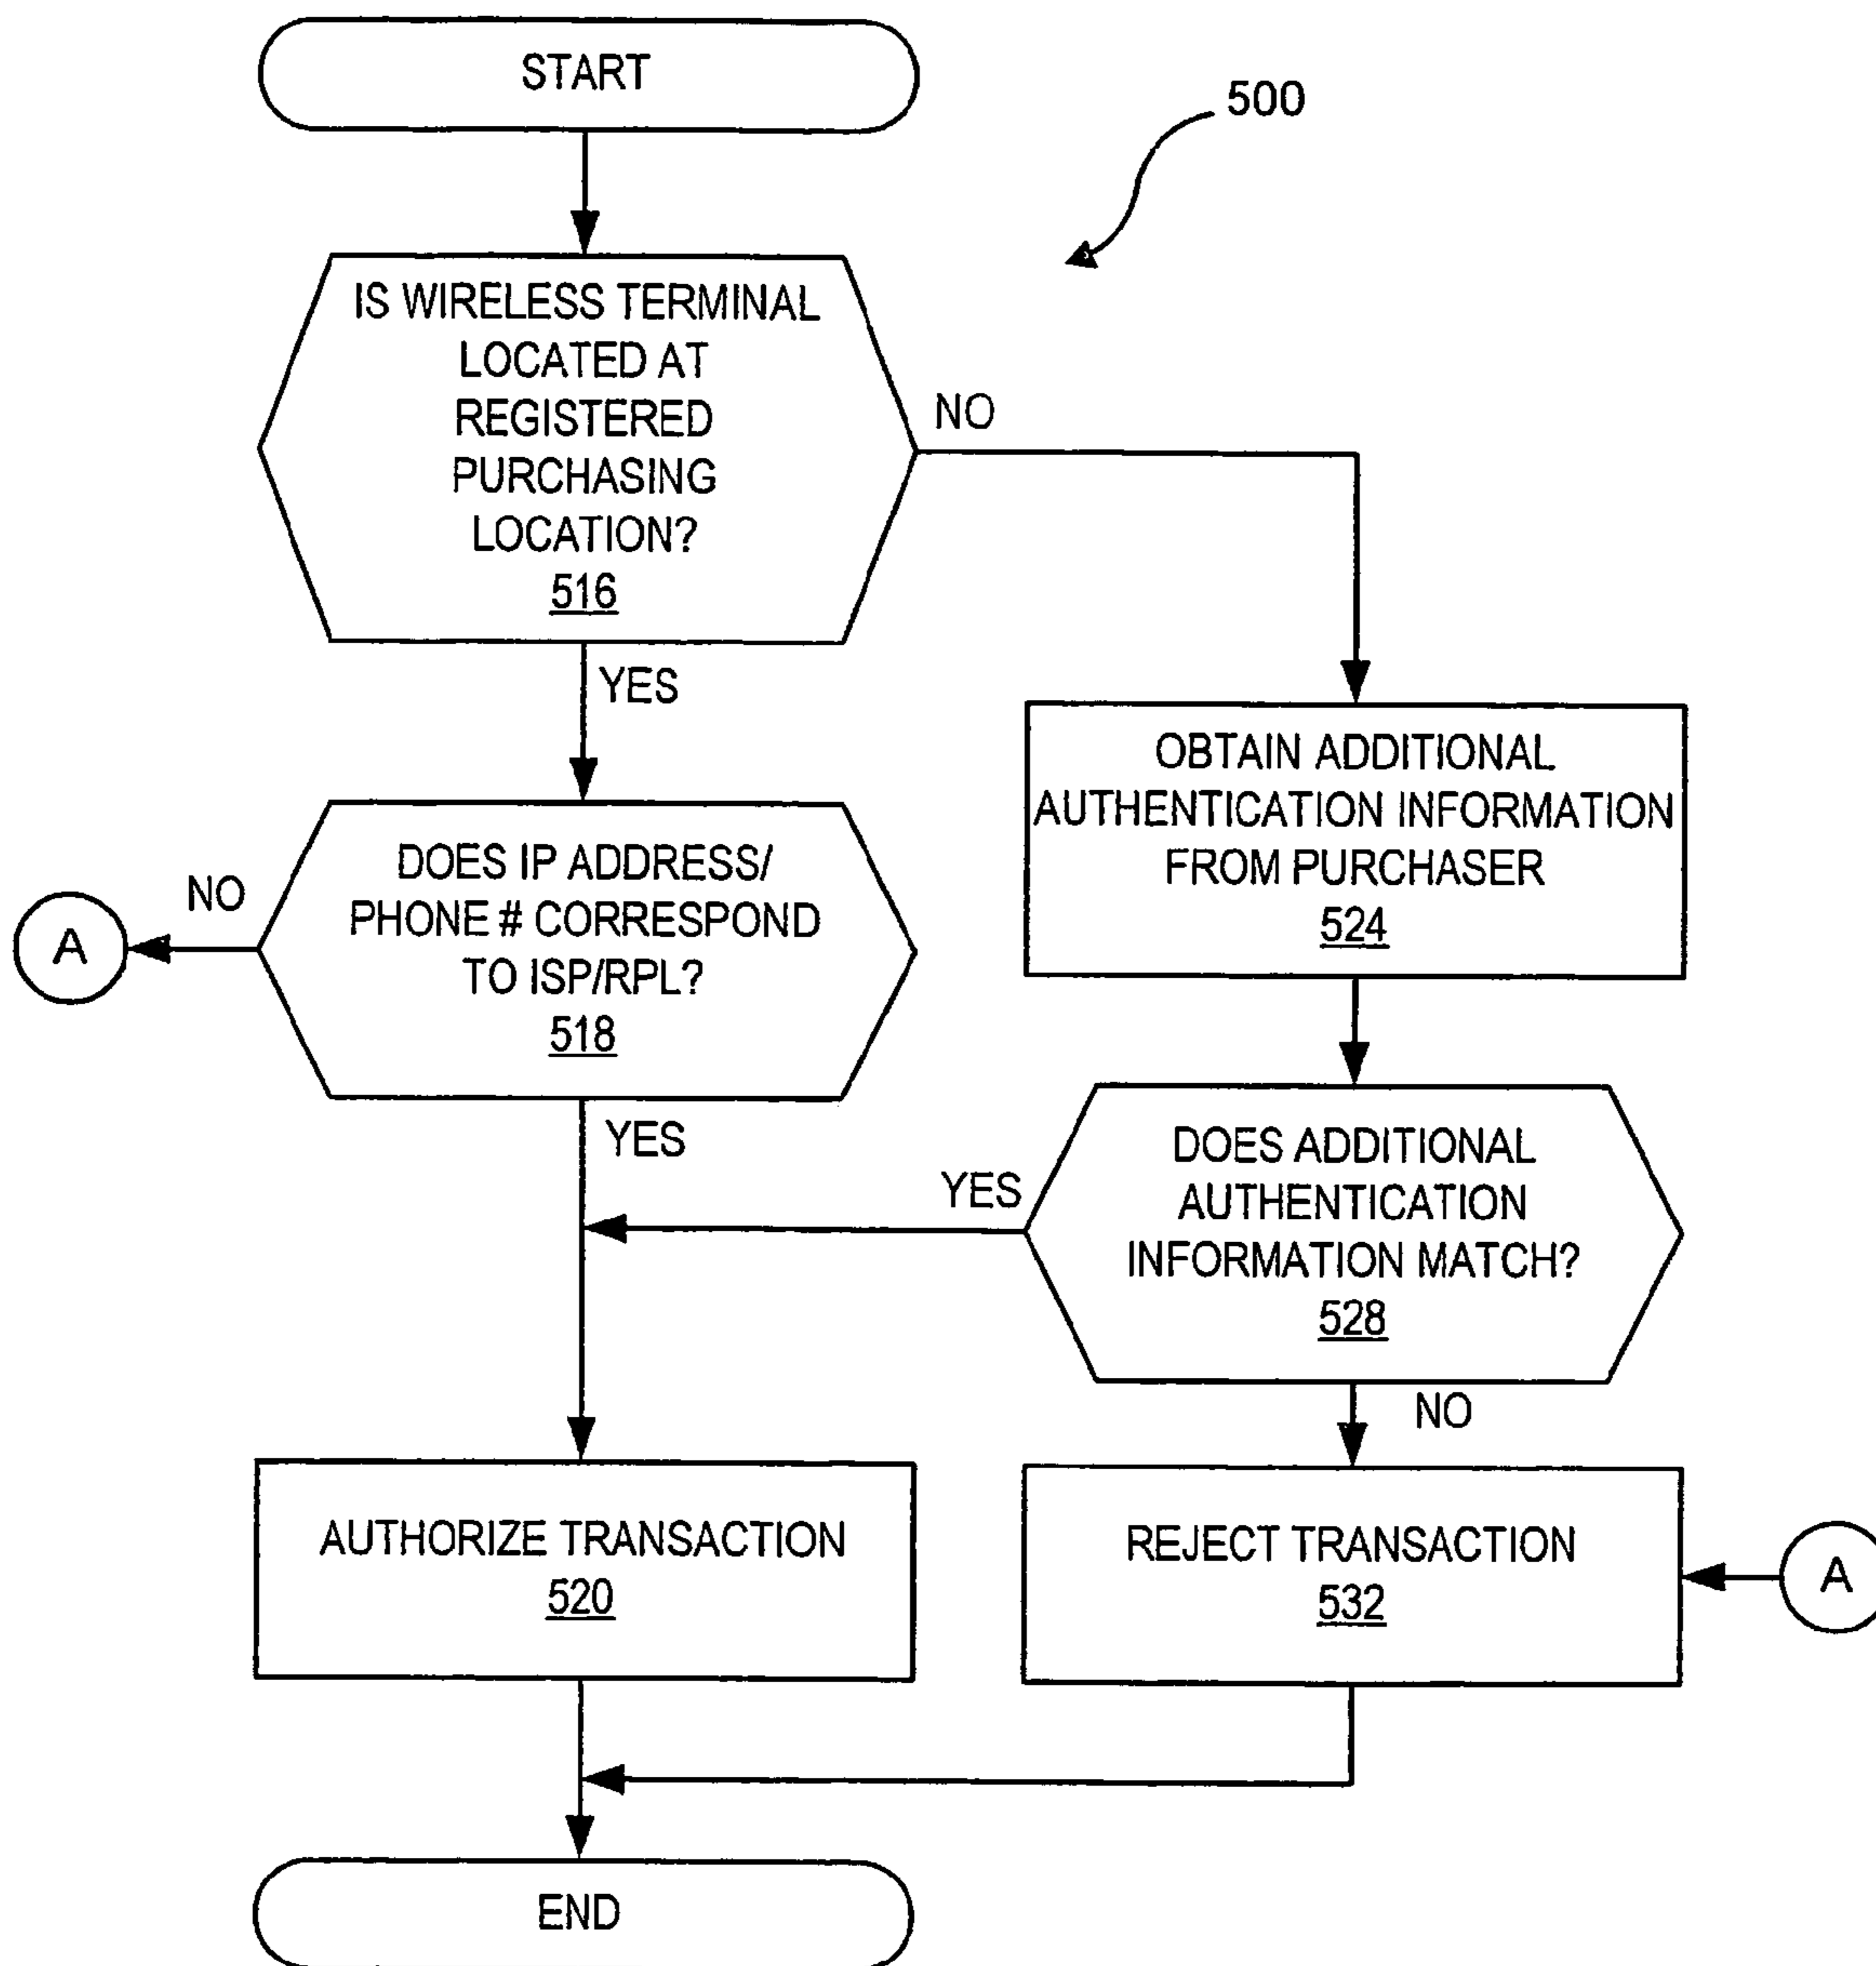 START
500
IS WIRELESS TERMINAL
LOCATED AT
REGISTERED
PURCHASING
LOCATION?
516
NO
YES
OBTAIN ADDITIONAL
AUTHENTICATION INFORMATION
FROM PURCHASER
524
DOES IP ADDRESS/
PHONE # CORRESPOND
TO ISP/RPL?
518
NO
A
YES
DOES ADDITIONAL
AUTHENTICATION
INFORMATION MATCH?
528
YES
NO
AUTHORIZE TRANSACTION
520
REJECT TRANSACTION
532
A
END